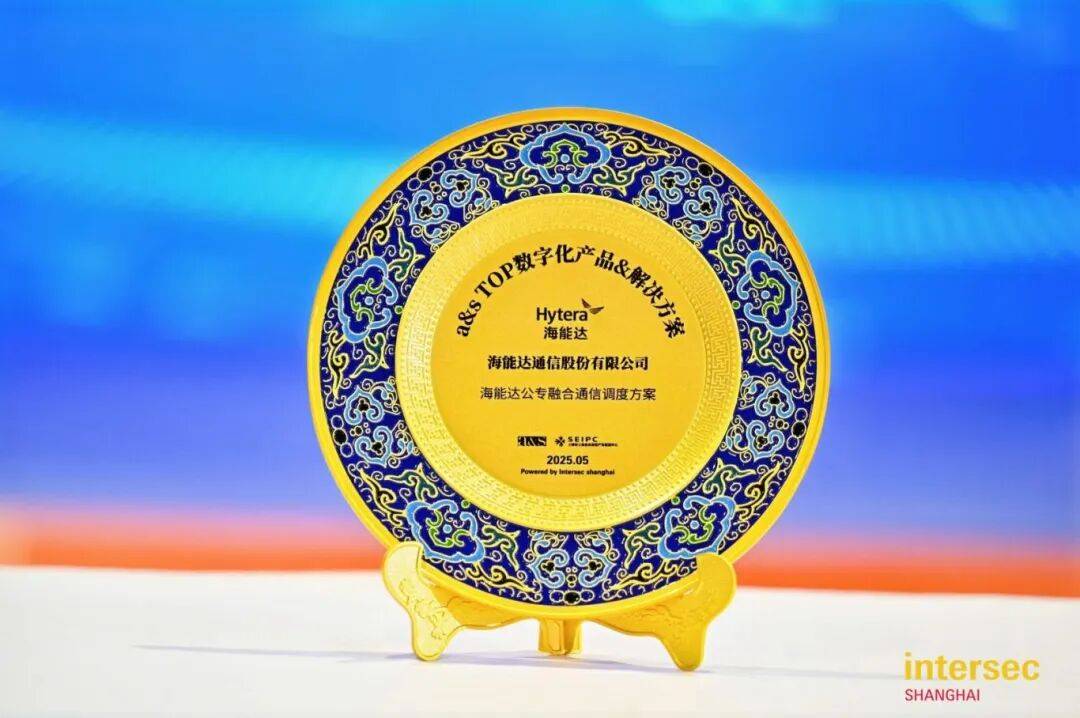 a&s TOP数字化产品&解决方案
Hytera
海能达
海能达通信股份有限公司
海能达公专融合通信调度方案
a&s SEIPC
2025.05
Powered by Intersec shanghai
intersec
SHANGHAI